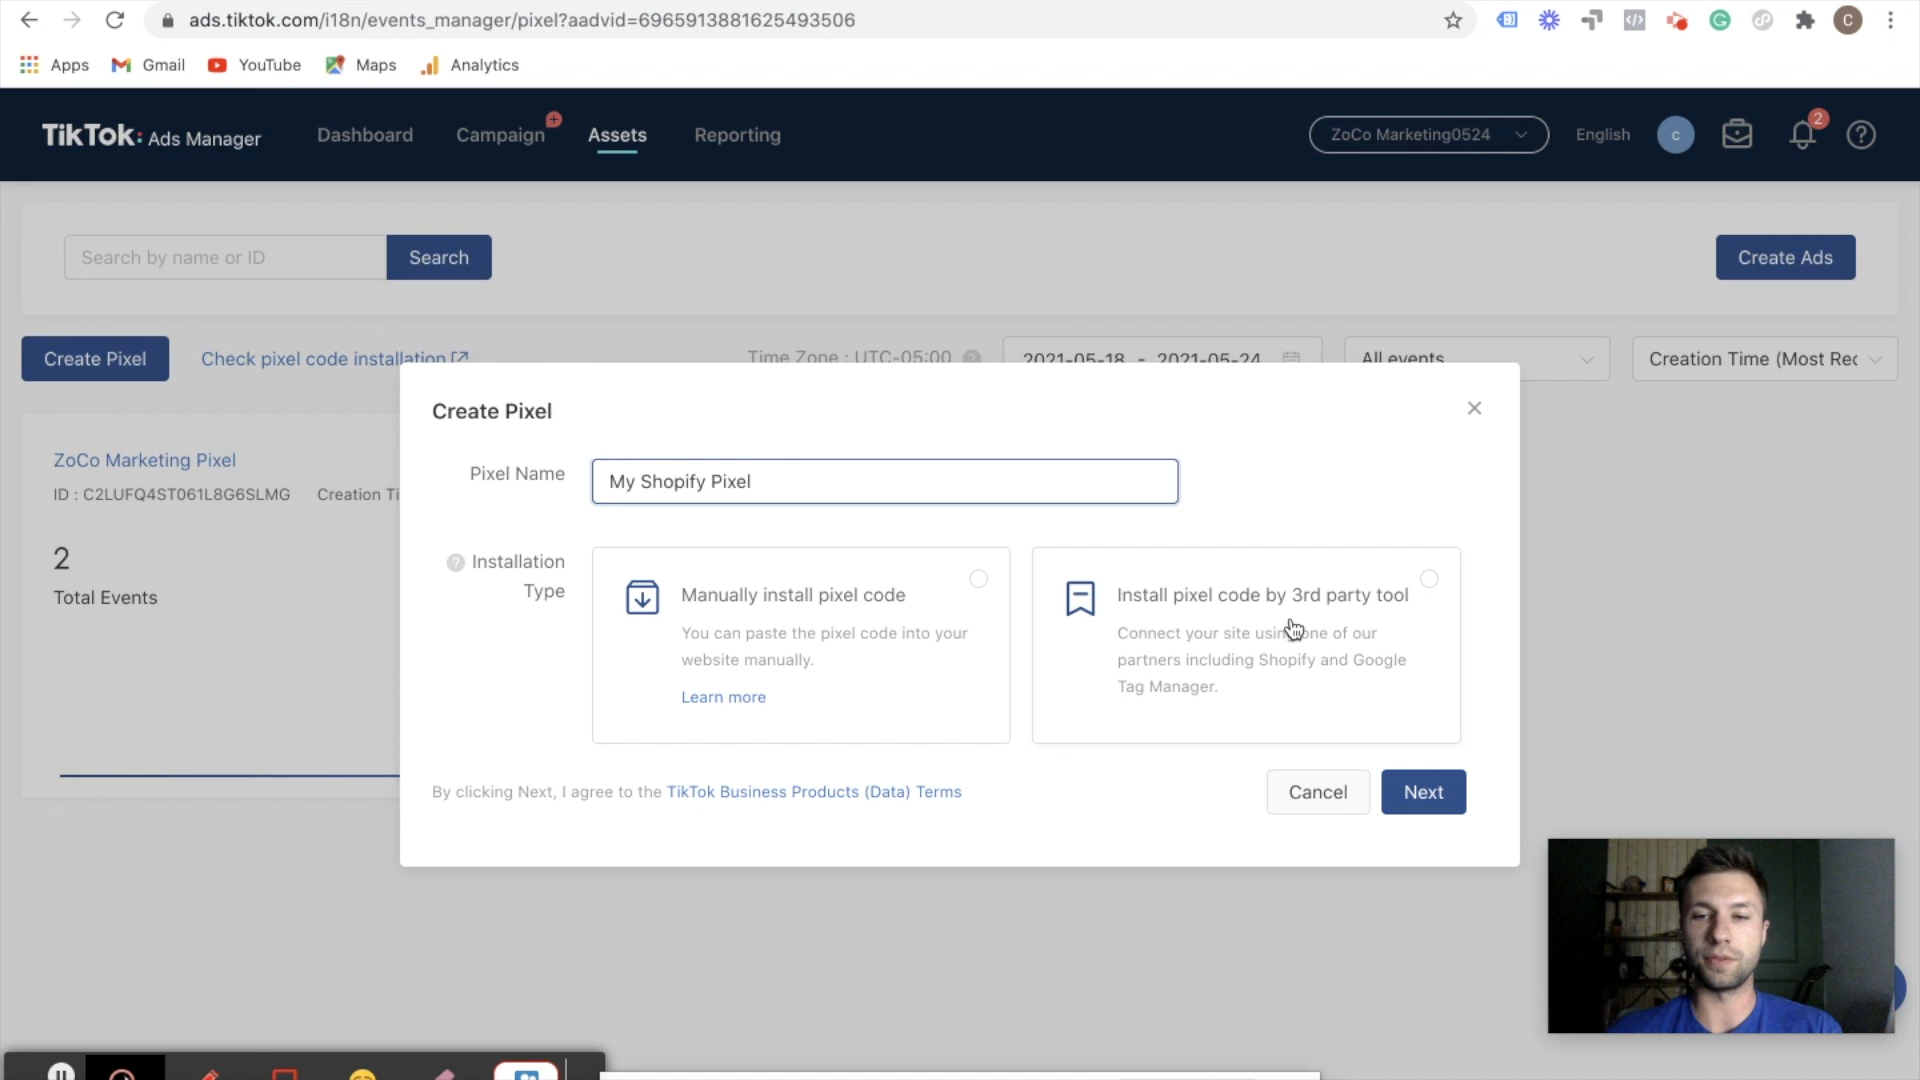 ads.tiktok.com/i18n/events_manager/pixel?aadvid=6965913881625493506
Apps
Gmail
YouTube
Maps
Analytics
TikTok: Ads Manager
Dashboard
Campaign
Assets
Reporting
ZoCo Marketing0524
English
C
2
Search by name or ID
Search
Create Ads
Create Pixel
Check pixel code installation
Time Zone : UTC-05:00
2021-05-18 - 2021-05-24
All events
Creation Time (Most Rec
ZoCo Marketing Pixel
ID : C2LUFQ4ST061L8G6SLMG
Creation Ti
2
Total Events
Create Pixel
Pixel Name
My Shopify Pixel
Installation
Type
Manually install pixel code
You can paste the pixel code into your
website manually.
Learn more
Install pixel code by 3rd party tool
Connect your site using one of our
partners including Shopify and Google
Tag Manager.
By clicking Next, I agree to the TikTok Business Products (Data) Terms
Cancel
Next